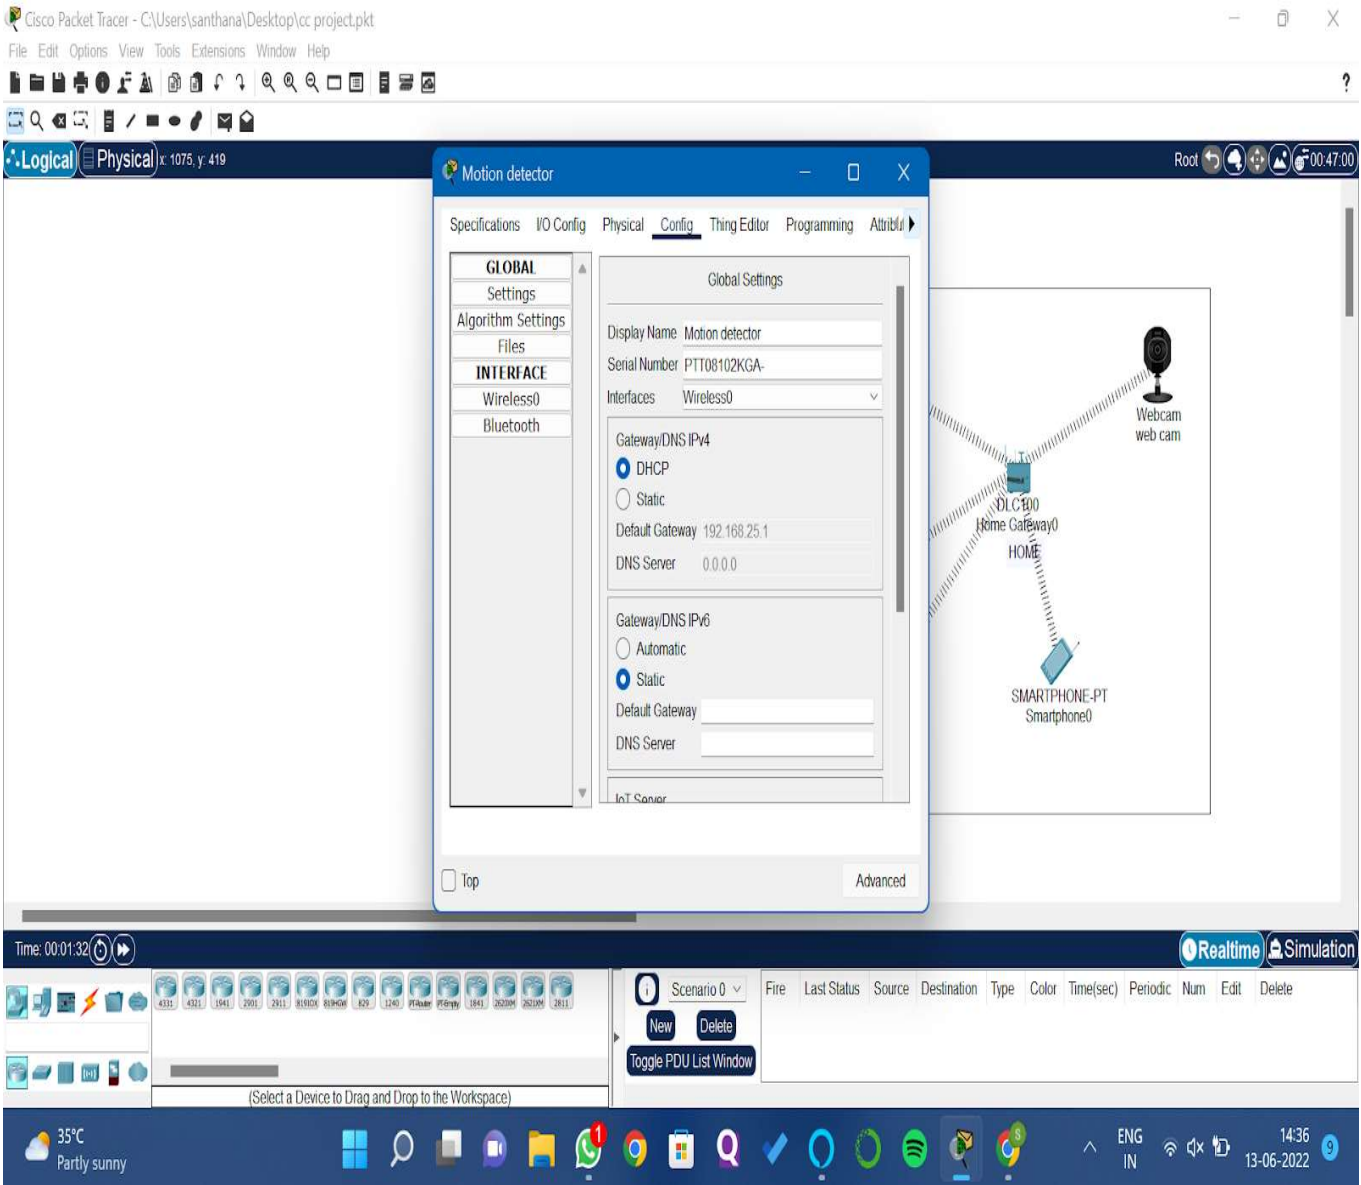 Cisco Packet Tracer - C:\Users\santhana\Desktop\cc project.pkt
File Edit Options View Tools Extensions Window Help
?
Logical Physical x: 1075, y: 419
Root 00:47:00
Motion detector
Specifications I/O Config Physical Config Thing Editor Programming Attribut
GLOBAL
Settings
Algorithm Settings
Files
INTERFACE
Wireless0
Bluetooth
Global Settings
Display Name Motion detector
Serial Number PTT08102KGA-
Interfaces Wireless0
Gateway/DNS IPv4
DHCP
Static
Default Gateway 192.168.25.1
DNS Server 0.0.0.0
Gateway/DNS IPv6
Automatic
Static
Default Gateway
DNS Server
IoT Server
Top
Advanced
Webcam
web cam
DLC100
Home Gateway0
HOME
SMARTPHONE-PT
Smartphone0
Time: 00:01:32
Realtime Simulation
4331 4321 1941 2901 2911 819IOX 819HGW 829 1240 PT-Router PT-Empty 1841 2620XM 2621XM 2811
(Select a Device to Drag and Drop to the Workspace)
Scenario 0
New Delete
Toggle PDU List Window
Fire Last Status Source Destination Type Color Time(sec) Periodic Num Edit Delete
35°C
Partly sunny
1
S
ENG
IN
14:36
13-06-2022
9